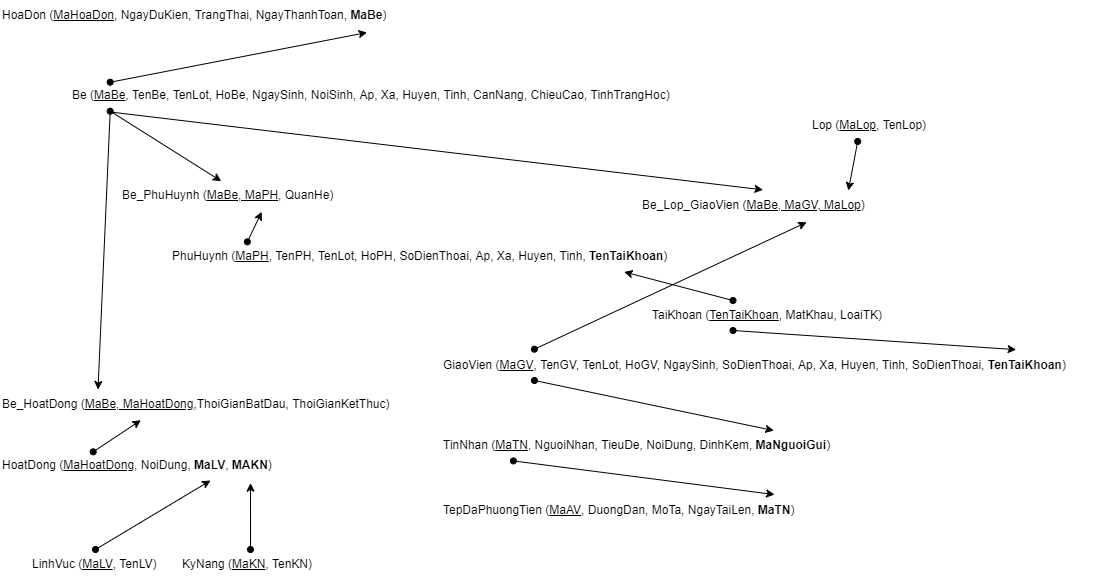 HoaDon (MaHoaDon, NgayDuKien, TrangThai, NgayThanhToan, MaBe)
Be (MaBe, TenBe, TenLot, HoBe, NgaySinh, NoiSinh, Ap, Xa, Huyen, Tinh, CanNang, ChieuCao, TinhTrangHoc)
Lop (MaLop, TenLop)
Be_PhuHuynh (MaBe, MaPH, QuanHe)
Be_Lop_GiaoVien (MaBe, MaGV, MaLop)
PhuHuynh (MaPH, TenPH, TenLot, HoPH, SoDienThoai, Ap, Xa, Huyen, Tinh, TenTaiKhoan)
TaiKhoan (TenTaiKhoan, MatKhau, LoaiTK)
GiaoVien (MaGV, TenGV, TenLot, HoGV, NgaySinh, SoDienThoai, Ap, Xa, Huyen, Tinh, SoDienThoai, TenTaiKhoan)
Be_HoatDong (MaBe, MaHoatDong,ThoiGianBatDau, ThoiGianKetThuc)
TinNhan (MaTN, NguoiNhan, TieuDe, NoiDung, DinhKem, MaNguoiGui)
HoatDong (MaHoatDong, NoiDung, MaLV, MAKN)
TepDaPhuongTien (MaAV, DuongDan, MoTa, NgayTaiLen, MaTN)
LinhVuc (MaLV, TenLV)
KyNang (MaKN, TenKN)